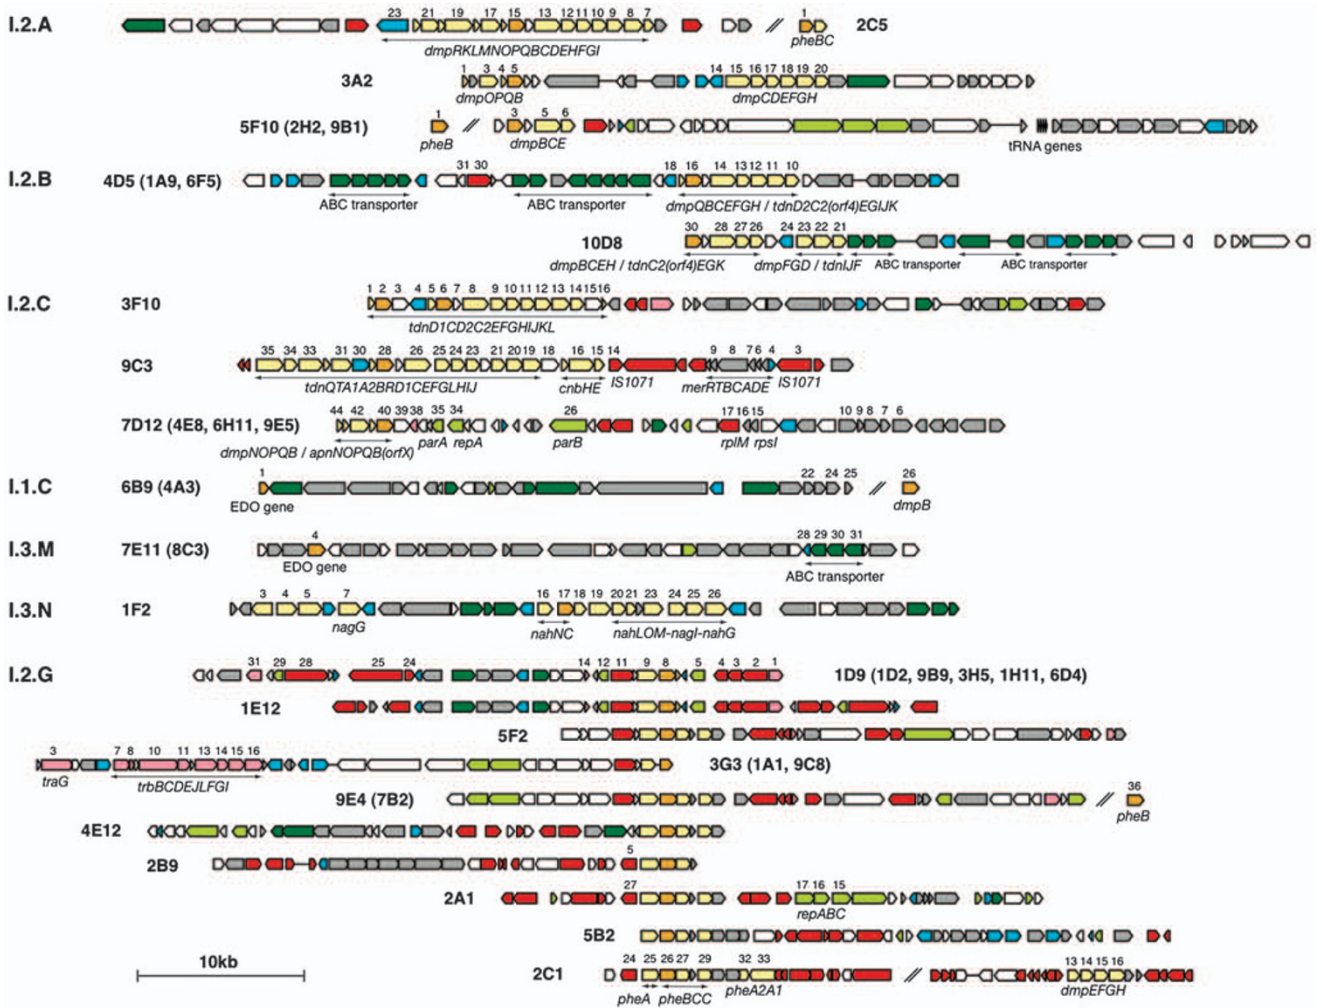 I.2.A
23 21 19 17 15 13 12 11 10 9 8 7 1
dmpRKLMNOPQBCDEHFGI
pheBC
2C5
3A2
1 3 4 5 14 15 16 17 18 19 20
dmpOPQB
dmpCDEFGH
5F10 (2H2, 9B1)
1 3 5 6
pheB
dmpBCE
tRNA genes
I.2.B
4D5 (1A9, 6F5)
31 30 18 16 14 13 12 11 10
ABC transporter
ABC transporter
dmpQBCEFGH / tdnD2C2(orf4)EGIJK
10D8
30 28 27 26 24 23 22 21
dmpBCEH / tdnC2(orf4)EGK
dmpFGD / tdnIJF
ABC transporter
ABC transporter
I.2.C
3F10
1 2 3 4 5 6 7 8 9 10 11 12 13 14 15 16
tdnD1CD2C2EFGHIJKL
9C3
35 34 33 31 30 28 26 25 24 23 21 20 19 18 16 15 14 9 8 7 6 4 3
tdnQTA1A2BRD1CEFGLHIJ
cnbHE
IS1071
merRTBCADE
IS1071
7D12 (4E8, 6H11, 9E5)
44 42 40 39 38 35 34 26 17 16 15 10 9 8 7 6
dmpNOPQB / apnNOPQB(orfX)
parA
repA
parB
rplM
rpsI
I.1.C
6B9 (4A3)
1 22 24 25 26
EDO gene
dmpB
I.3.M
7E11 (8C3)
4 28 29 30 31
EDO gene
ABC transporter
I.3.N
1F2
3 4 5 7 16 17 18 19 20 21 23 24 25 26
nagG
nahNC
nahLOM-nagI-nahG
I.2.G
31 29 28 25 24 14 12 11 9 8 5 4 3 2 1
1D9 (1D2, 9B9, 3H5, 1H11, 6D4)
1E12
5F2
3 7 8 10 11 13 14 15 16
traG
trbBCDEJLFGI
3G3 (1A1, 9C8)
9E4 (7B2)
36
pheB
4E12
2B9
5
2A1
27 17 16 15
repABC
5B2
10kb
2C1
24 25 26 27 29 32 33 13 14 15 16
pheA
pheBCC
pheA2A1
dmpEFGH